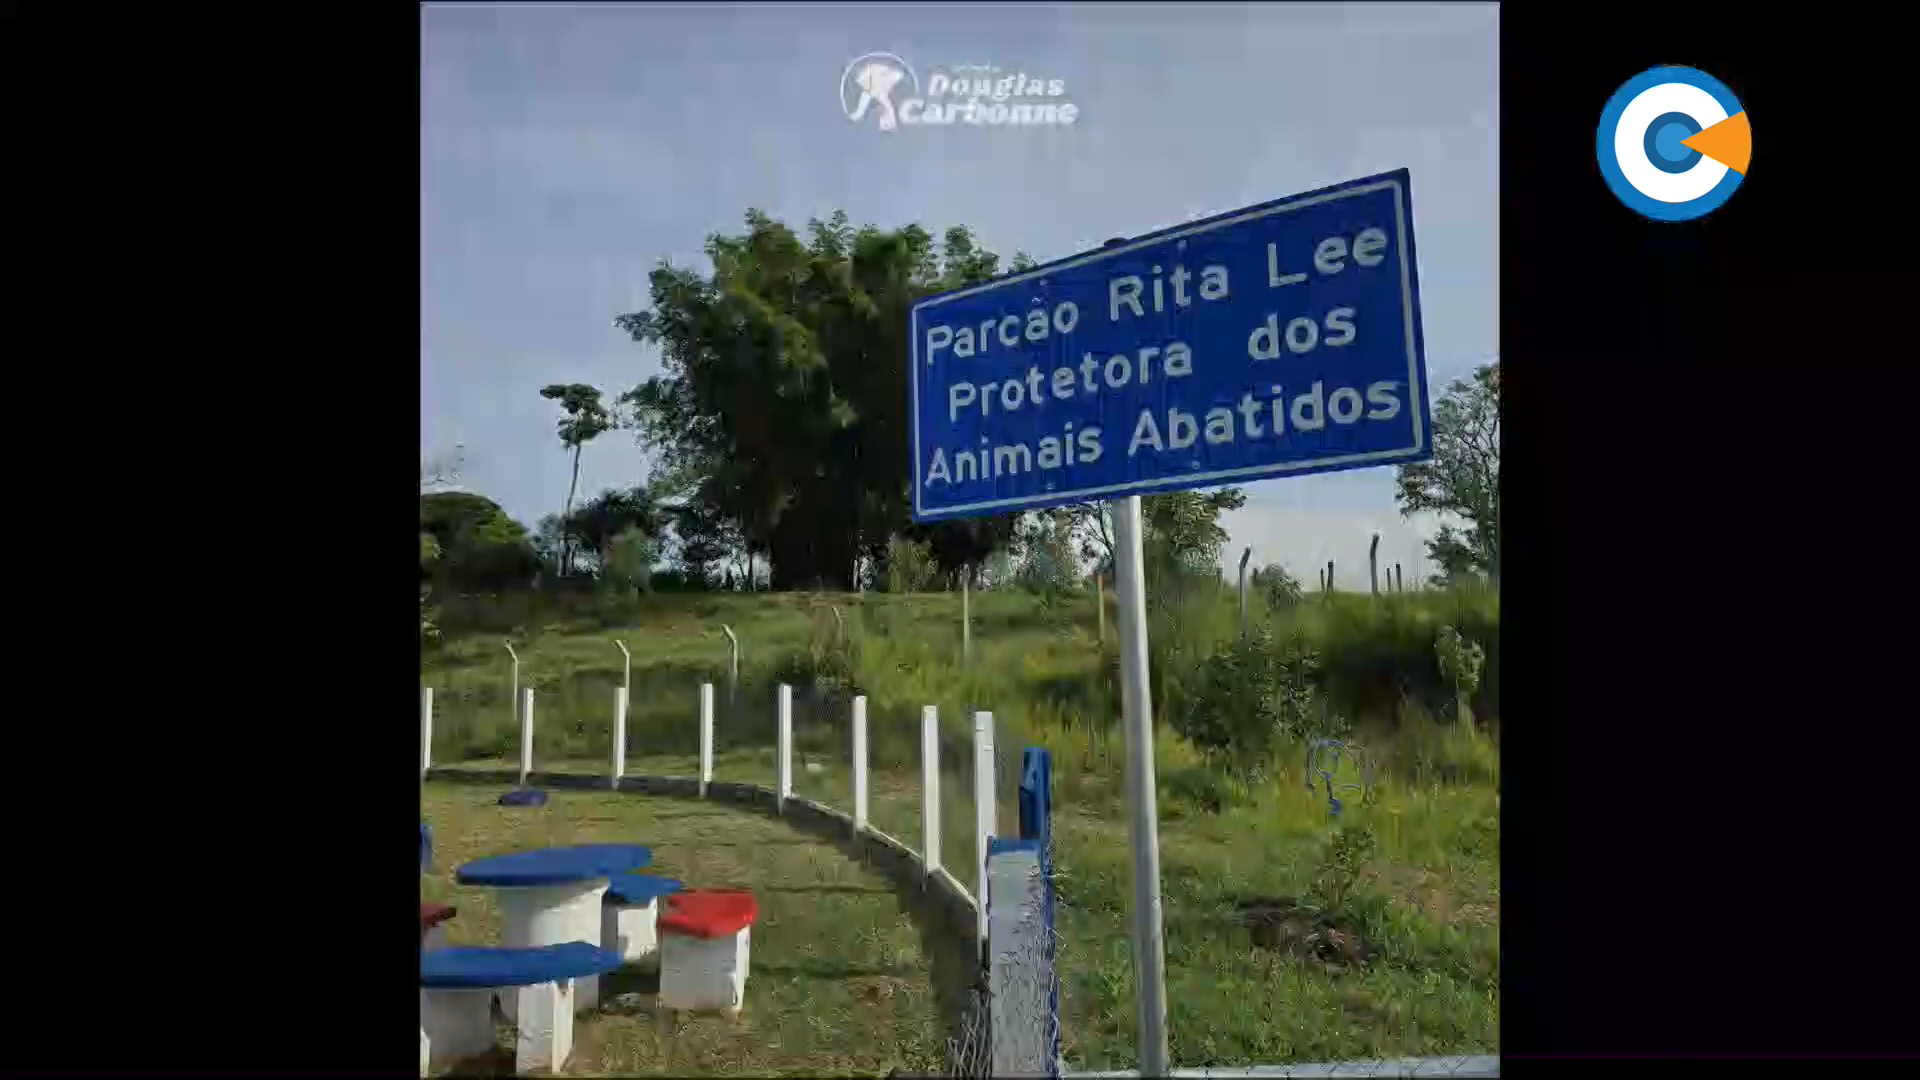 Douglas
Carbonne
Parcão Rita Lee
Protetora dos
Animais Abatidos